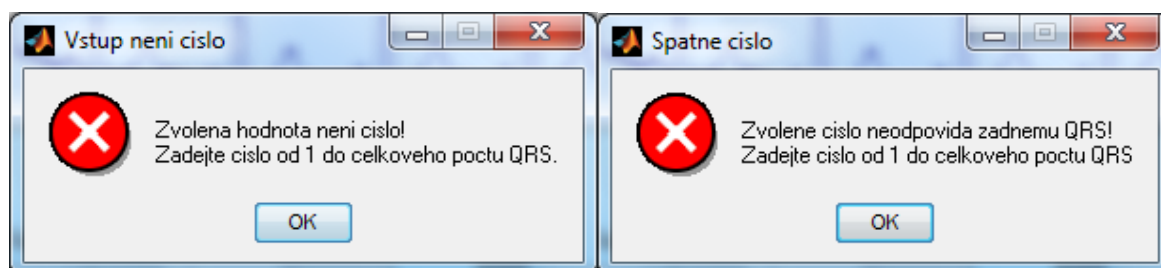 Vstup neni cislo
Zvolena hodnota neni cislo!
Zadejte cislo od 1 do celkoveho poctu QRS.
OK
Spatne cislo
Zvolene cislo neodpovida zadnemu QRS!
Zadejte cislo od 1 do celkoveho poctu QRS
OK